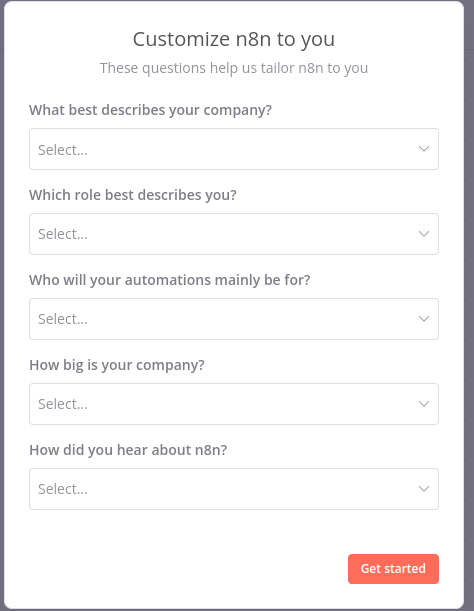 Customize n8n to you
These questions help us tailor n8n to you
What best describes your company?
Select...
Which role best describes you?
Select...
Who will your automations mainly be for?
Select...
How big is your company?
Select...
How did you hear about n8n?
Select...
Get started